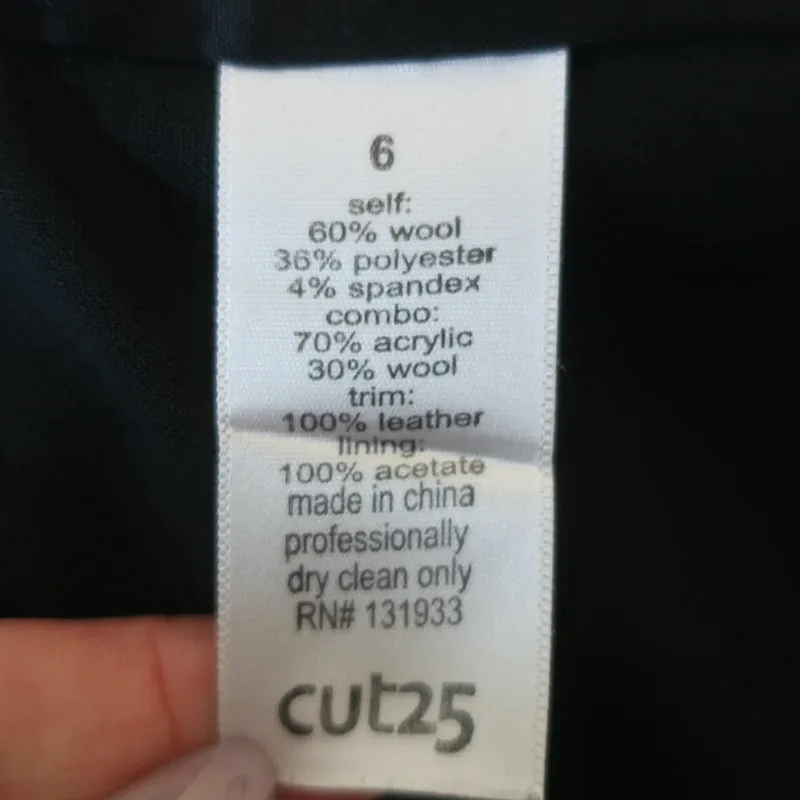 6
self:
60% wool
36% polyester
4% spandex
combo:
70% acrylic
30% wool
trim:
100% leather
lining:
100% acetate
made in china
professionally
dry clean only
RN# 131933
cut25